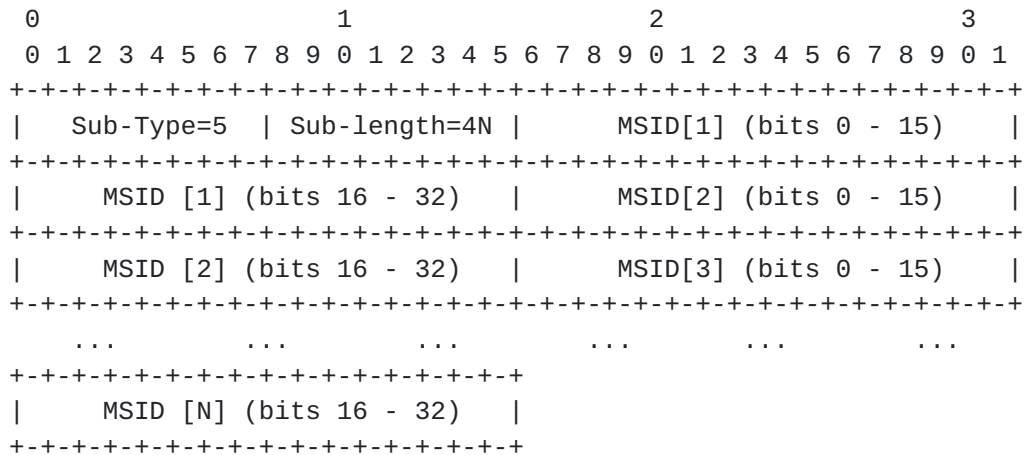 0                   1                   2                   3
 0 1 2 3 4 5 6 7 8 9 0 1 2 3 4 5 6 7 8 9 0 1 2 3 4 5 6 7 8 9 0 1
+-+-+-+-+-+-+-+-+-+-+-+-+-+-+-+-+-+-+-+-+-+-+-+-+-+-+-+-+-+-+-+-+
|   Sub-Type=5  | Sub-length=4N |      MSID[1] (bits 0 - 15)    |
+-+-+-+-+-+-+-+-+-+-+-+-+-+-+-+-+-+-+-+-+-+-+-+-+-+-+-+-+-+-+-+-+
|     MSID [1] (bits 16 - 32)   |      MSID[2] (bits 0 - 15)    |
+-+-+-+-+-+-+-+-+-+-+-+-+-+-+-+-+-+-+-+-+-+-+-+-+-+-+-+-+-+-+-+-+
|     MSID [2] (bits 16 - 32)   |      MSID[3] (bits 0 - 15)    |
+-+-+-+-+-+-+-+-+-+-+-+-+-+-+-+-+-+-+-+-+-+-+-+-+-+-+-+-+-+-+-+-+
    ...        ...        ...        ...       ...        ...
+-+-+-+-+-+-+-+-+-+-+-+-+-+-+-+-+
|     MSID [N] (bits 16 - 32)   |
+-+-+-+-+-+-+-+-+-+-+-+-+-+-+-+-+